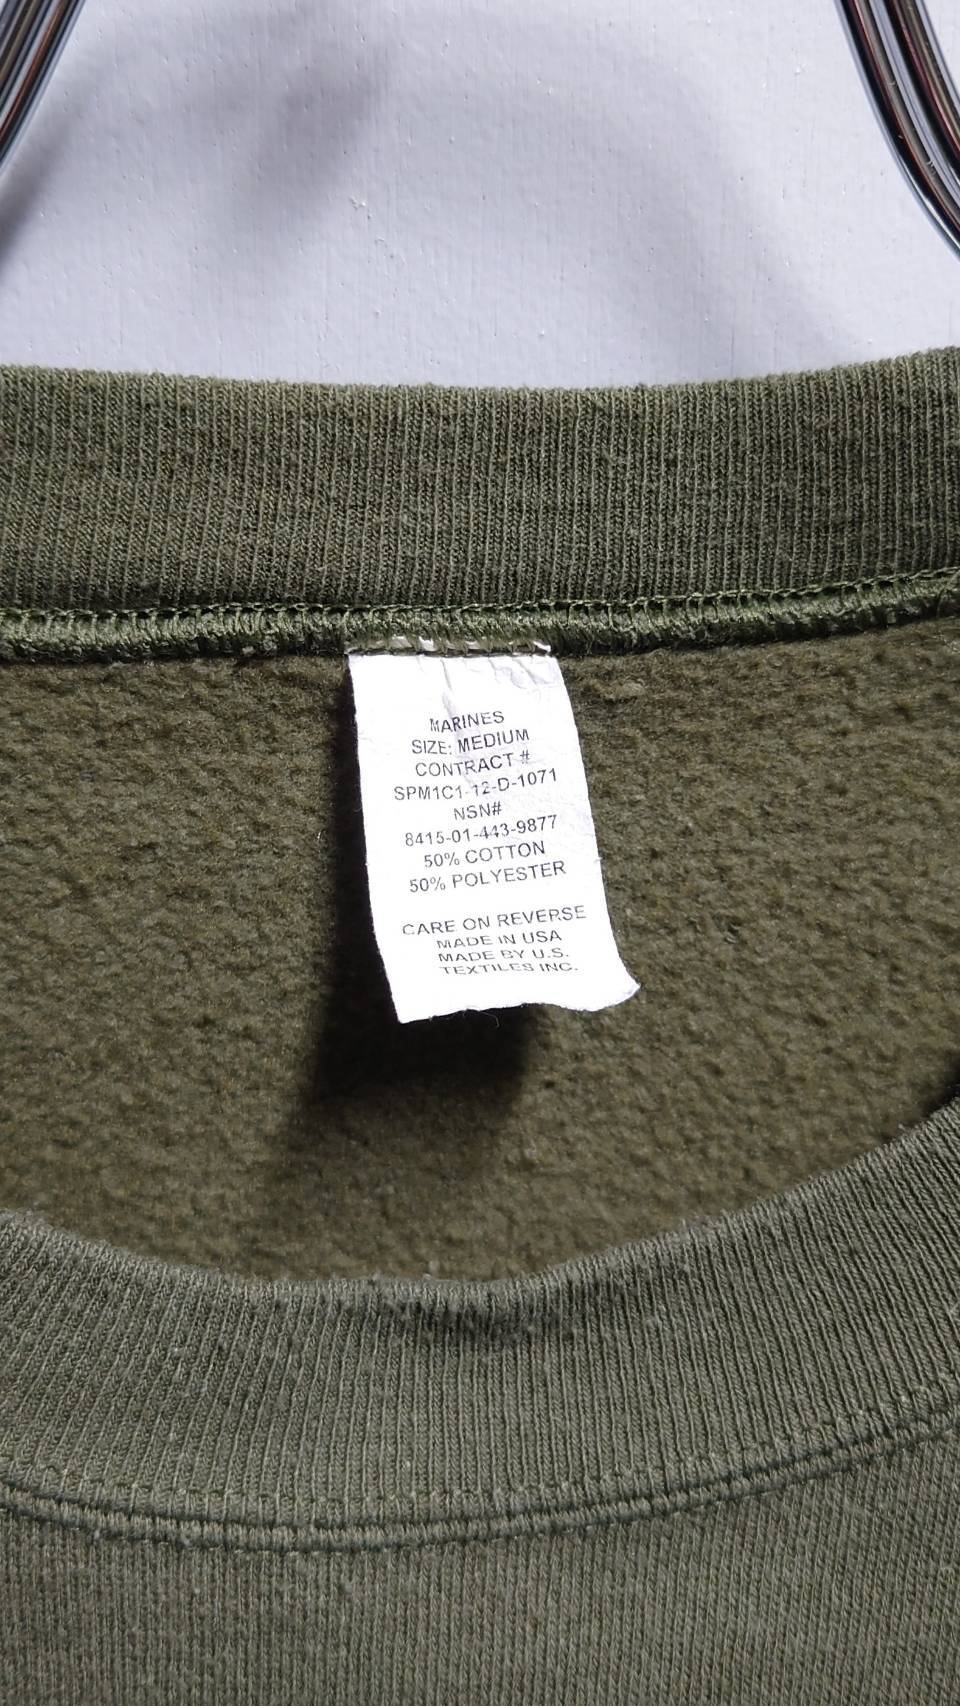 MARINES
SIZE: MEDIUM
CONTRACT #
SPM1C1-12-D-1071
NSN#
8415-01-443-9877
50% COTTON
50% POLYESTER
CARE ON REVERSE
MADE IN USA
MADE BY U.S.
TEXTILES INC.